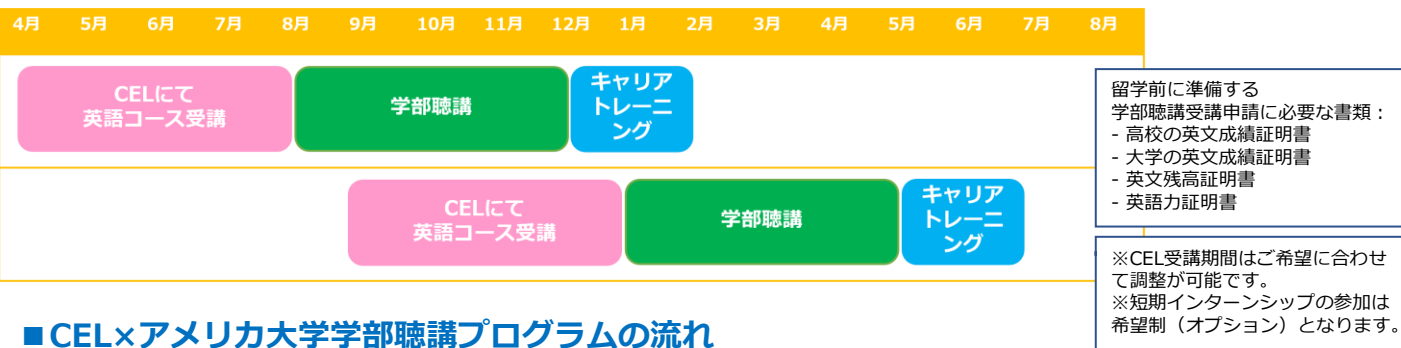 4月 5月 6月 7月 8月 9月 10月 11月 12月 1月 2月 3月 4月 5月 6月 7月 8月
CELにて
英語コース受講
学部聴講
キャリア
トレーニ
ング
CELにて
英語コース受講
学部聴講
キャリア
トレーニ
ング
留学前に準備する
学部聴講受講申請に必要な書類：
- 高校の英文成績証明書
- 大学の英文成績証明書
- 英文残高証明書
- 英語力証明書
※CEL受講期間はご希望に合わせ
て調整が可能です。
※短期インターンシップの参加は
希望制（オプション）となります。
■CEL×アメリカ大学学部聴講プログラムの流れ